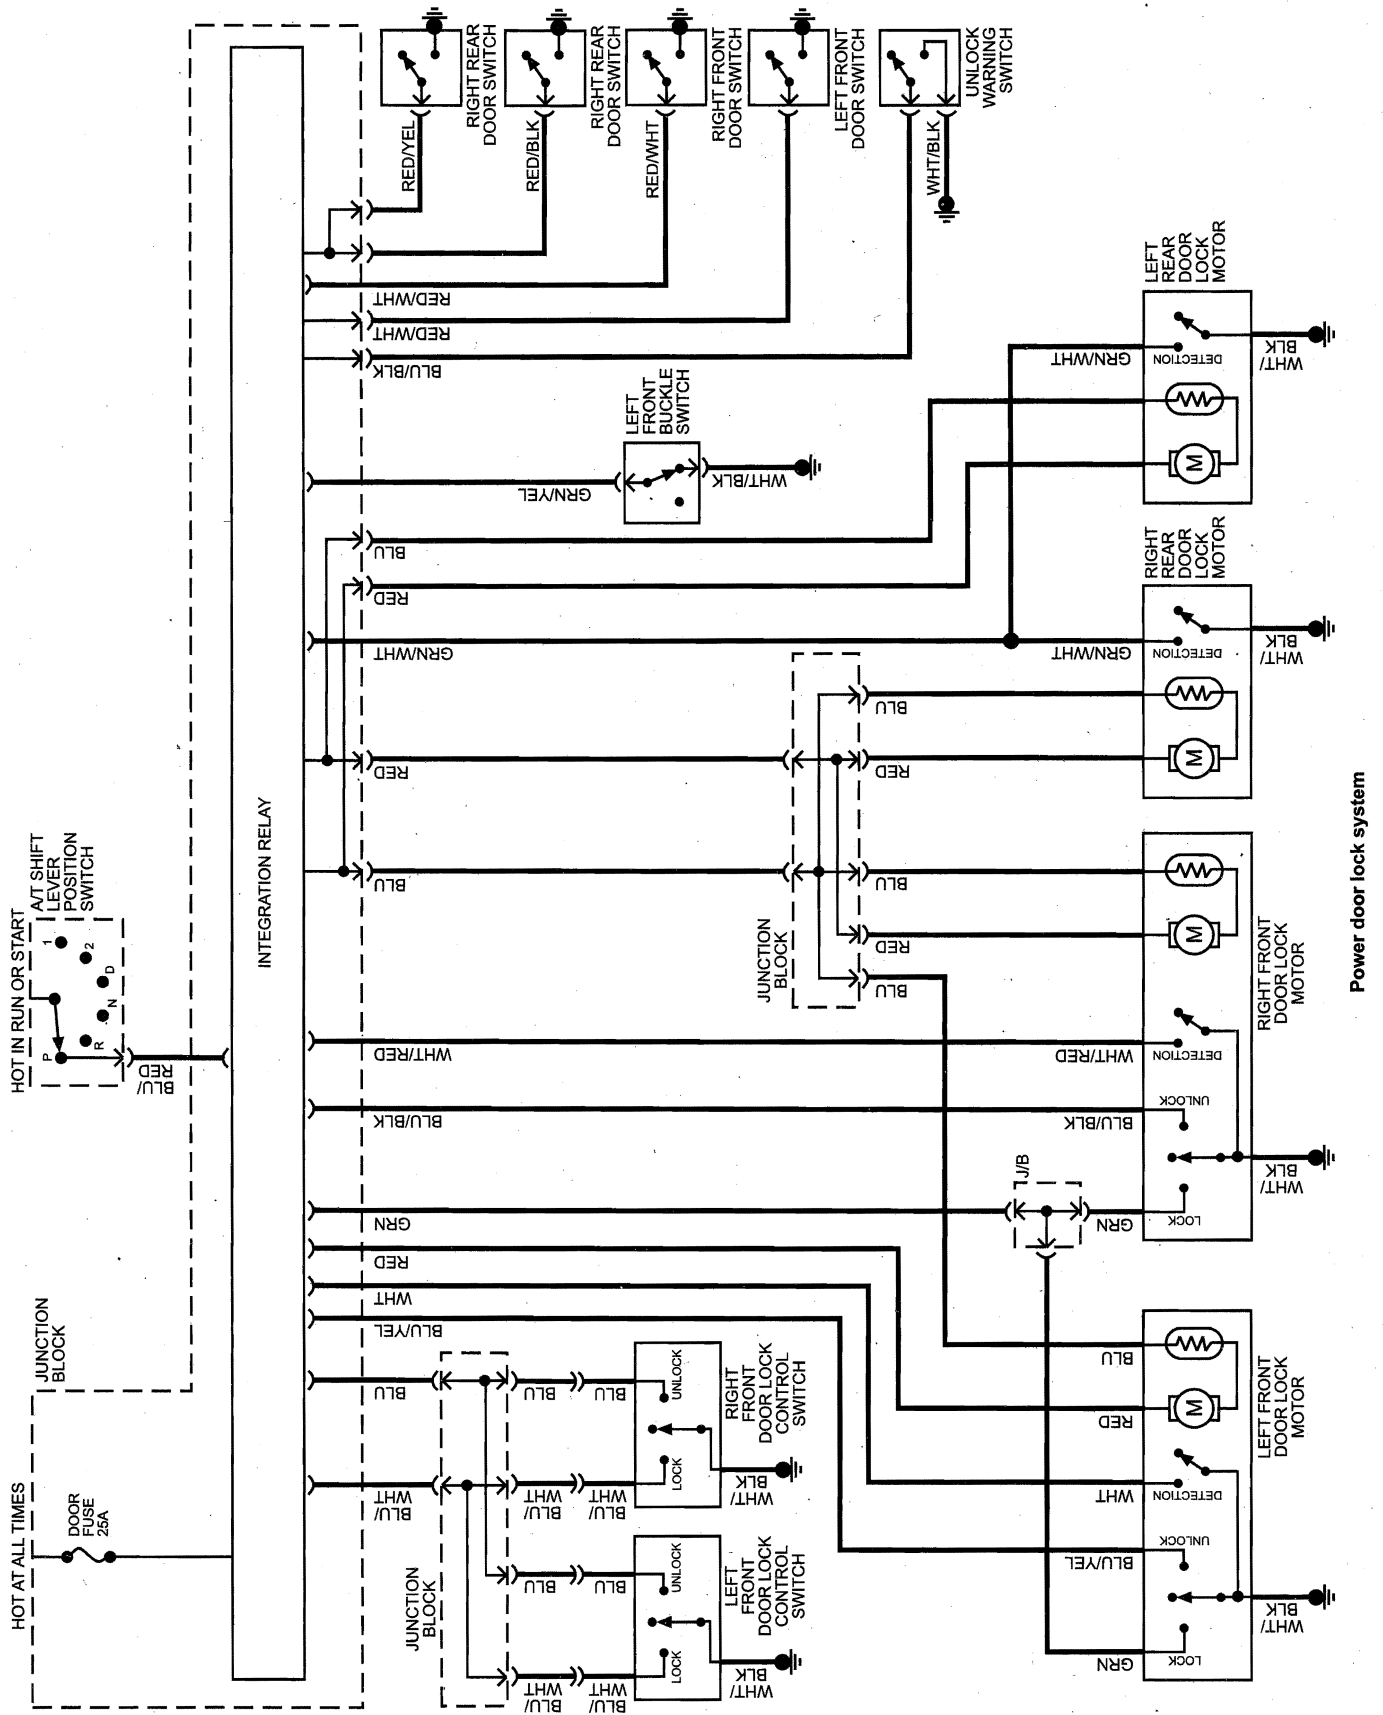 HOT AT ALL TIMES
DOOR
FUSE
25A
JUNCTION
BLOCK
HOT IN RUN OR START
A/T SHIFT
LEVER
POSITION
SWITCH
P
R
N
D
2
1
BLU/
RED
INTEGRATION RELAY
RIGHT REAR
DOOR SWITCH
RIGHT REAR
DOOR SWITCH
RIGHT FRONT
DOOR SWITCH
LEFT FRONT
DOOR SWITCH
UNLOCK
WARNING
SWITCH
RED/YEL
RED/BLK
RED/WHT
WHT/BLK
RED/WHT
RED/WHT
BLU/BLK
GRN/YEL
LEFT
FRONT
BUCKLE
SWITCH
WHT/BLK
BLU
RED
GRN/WHT
RED
BLU
WHT/RED
BLU/BLK
GRN
RED
WHT
BLU/YEL
BLU
BLU/
WHT
JUNCTION
BLOCK
BLU
BLU
BLU/
WHT
BLU/
WHT
BLU
BLU
BLU/
WHT
BLU/
WHT
UNLOCK
LOCK
RIGHT
FRONT
DOOR LOCK
CONTROL
SWITCH
WHT/
BLK
UNLOCK
LOCK
LEFT
FRONT
DOOR LOCK
CONTROL
SWITCH
WHT/
BLK
JUNCTION
BLOCK
BLU
RED
BLU
RED
BLU
J/B
GRN
GRN/WHT
DETECTION
M
LEFT
REAR
DOOR
LOCK
MOTOR
WHT/
BLK
GRN/WHT
DETECTION
M
RIGHT
REAR
DOOR
LOCK
MOTOR
WHT/
BLK
M
WHT/RED
DETECTION
BLU/BLK
UNLOCK
LOCK
RIGHT FRONT
DOOR LOCK
MOTOR
WHT/
BLK
BLU
RED
M
WHT
DETECTION
BLU/YEL
UNLOCK
GRN
LOCK
LEFT FRONT
DOOR LOCK
MOTOR
WHT/
BLK
Power door lock system